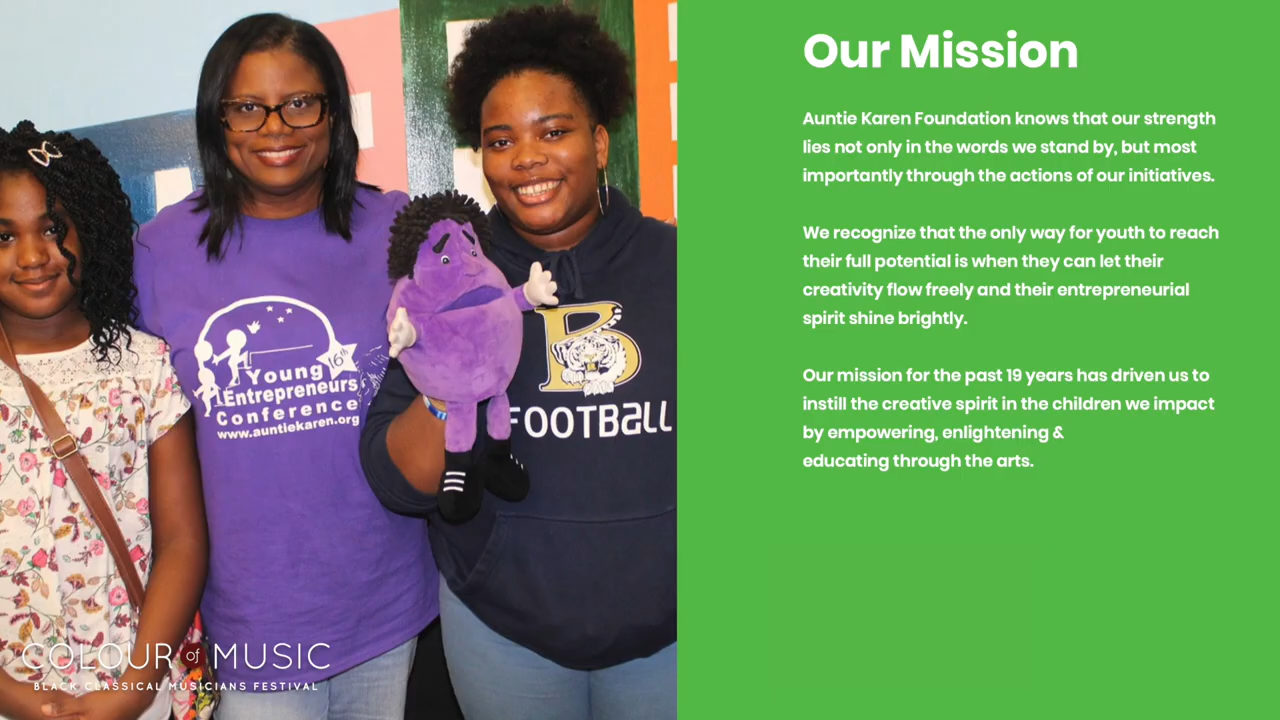 Our Mission
Auntie Karen Foundation knows that our strength
lies not only in the words we stand by, but most
importantly through the actions of our initiatives.
We recognize that the only way for youth to reach
their full potential is when they can let their
creativity flow freely and their entrepreneurial
spirit shine brightly.
Our mission for the past 19 years has driven us to
instill the creative spirit in the children we impact
by empowering, enlightening &
educating through the arts.
16th
Young
Entrepreneurs
Conference
www.auntiekaren.org
B
FOOTBALL
COLOUR of MUSIC
BLACK CLASSICAL MUSICIANS FESTIVAL